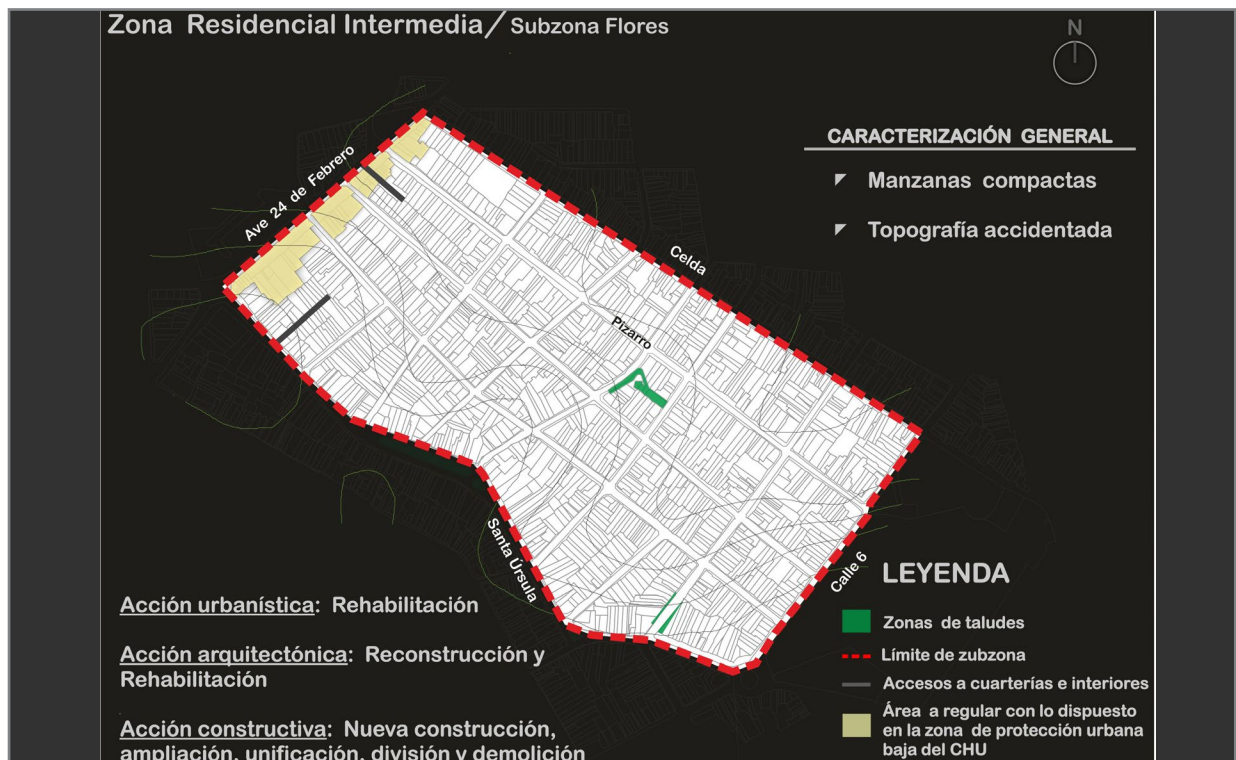 Zona Residencial Intermedia/ Subzona Flores
N
CARACTERIZACIÓN GENERAL
Manzanas compactas
Topografía accidentada
Ave 24 de Febrero
Celda
Pizarro
Santa Úrsula
Calle 6
Acción urbanística: Rehabilitación
Acción arquitectónica: Reconstrucción y
Rehabilitación
Acción constructiva: Nueva construcción,
ampliación, unificación, división y demolición
LEYENDA
Zonas de taludes
Límite de zubzona
Accesos a cuarterías e interiores
Área a regular con lo dispuesto
en la zona de protección urbana
baja del CHU